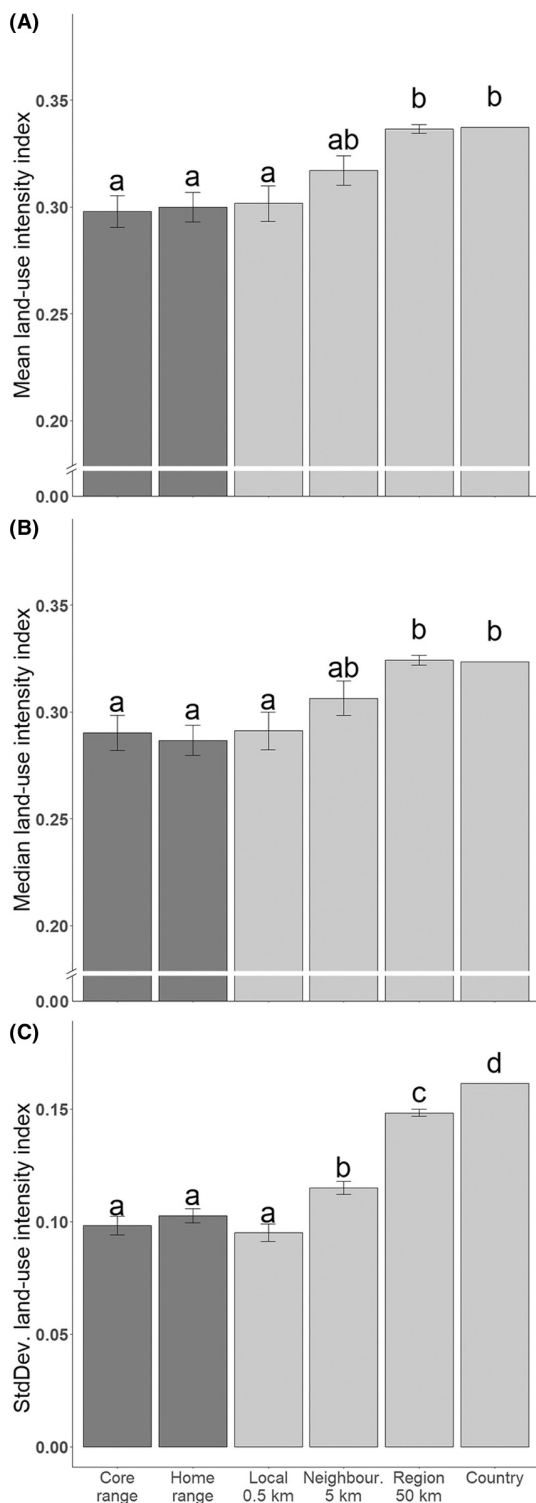 (A)
Mean land-use intensity index
0.35
0.30
0.25
0.20
0.00
a
a
a
ab
b
b
(B)
Median land-use intensity index
0.35
0.30
0.25
0.20
0.00
a
a
a
ab
b
b
(C)
StdDev. land-use intensity index
0.15
0.10
0.05
0.00
a
a
a
b
c
d
Core range
Home range
Local 0.5 km
Neighbour. 5 km
Region 50 km
Country